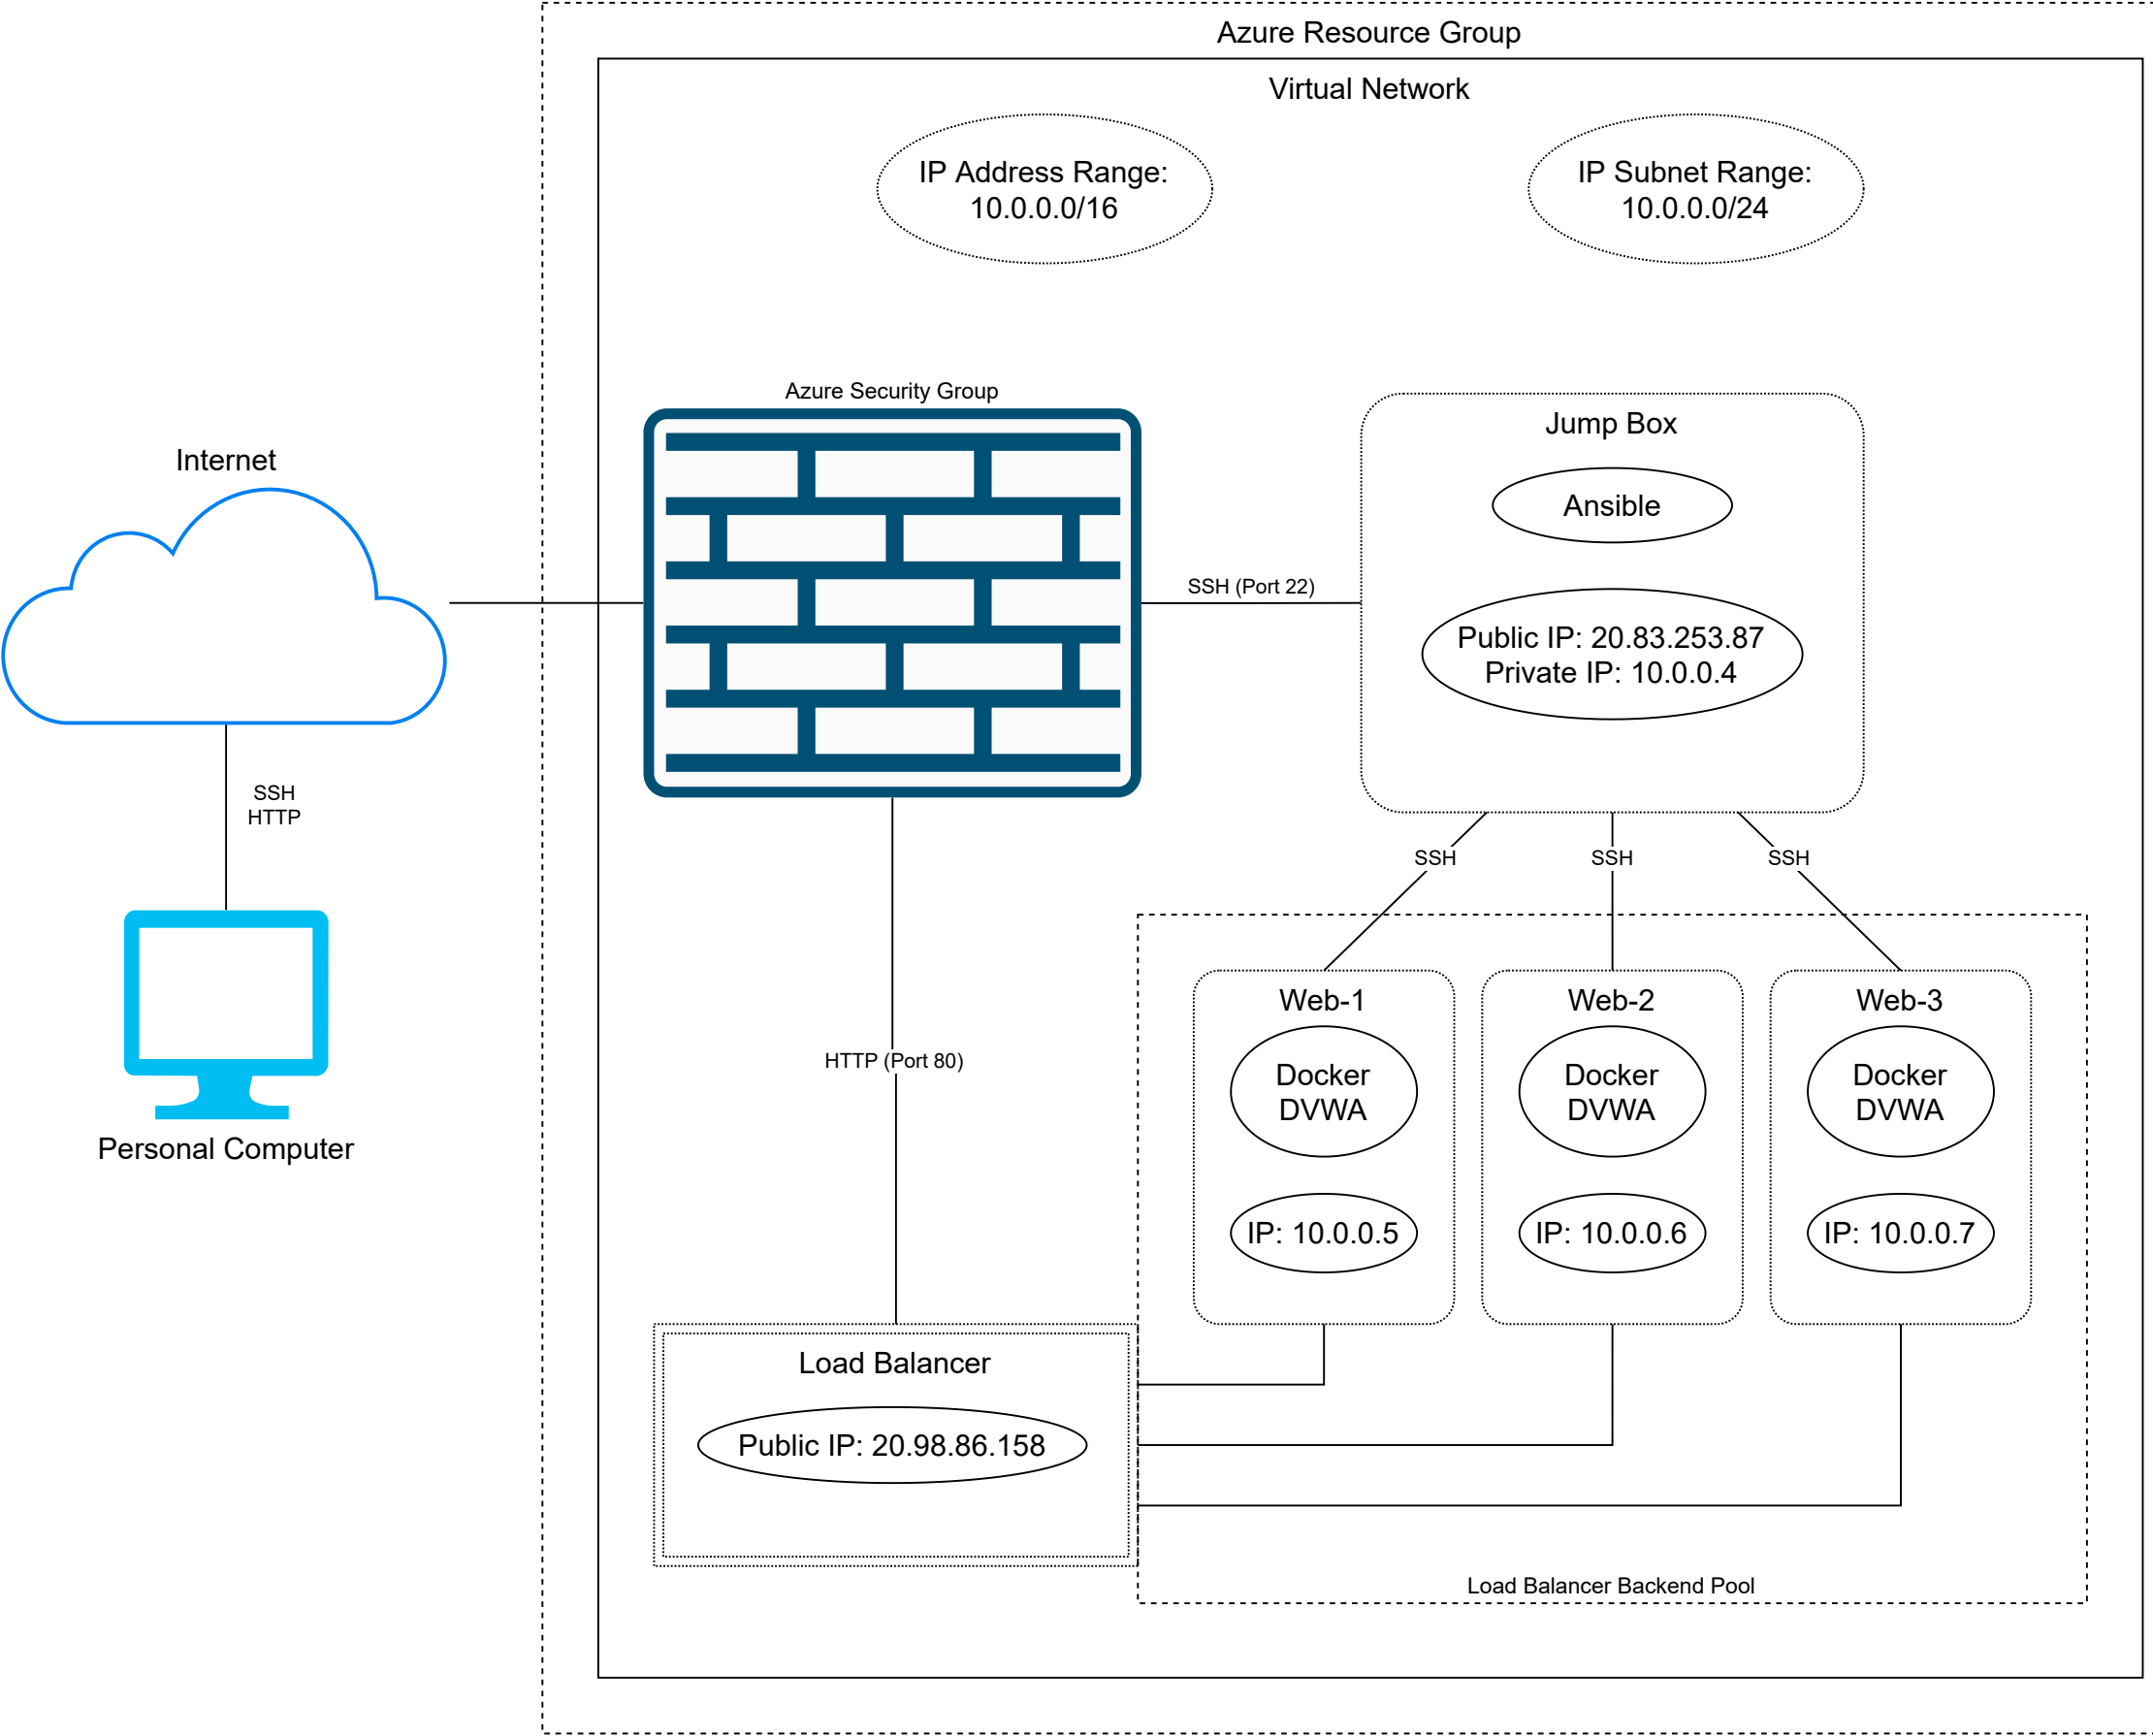 Azure Resource Group
Virtual Network
IP Address Range:
10.0.0.0/16
IP Subnet Range:
10.0.0.0/24
Azure Security Group
Internet
SSH
HTTP
Personal Computer
SSH (Port 22)
Jump Box
Ansible
Public IP: 20.83.253.87
Private IP: 10.0.0.4
SSH
SSH
SSH
HTTP (Port 80)
Web-1
Docker
DVWA
IP: 10.0.0.5
Web-2
Docker
DVWA
IP: 10.0.0.6
Web-3
Docker
DVWA
IP: 10.0.0.7
Load Balancer
Public IP: 20.98.86.158
Load Balancer Backend Pool